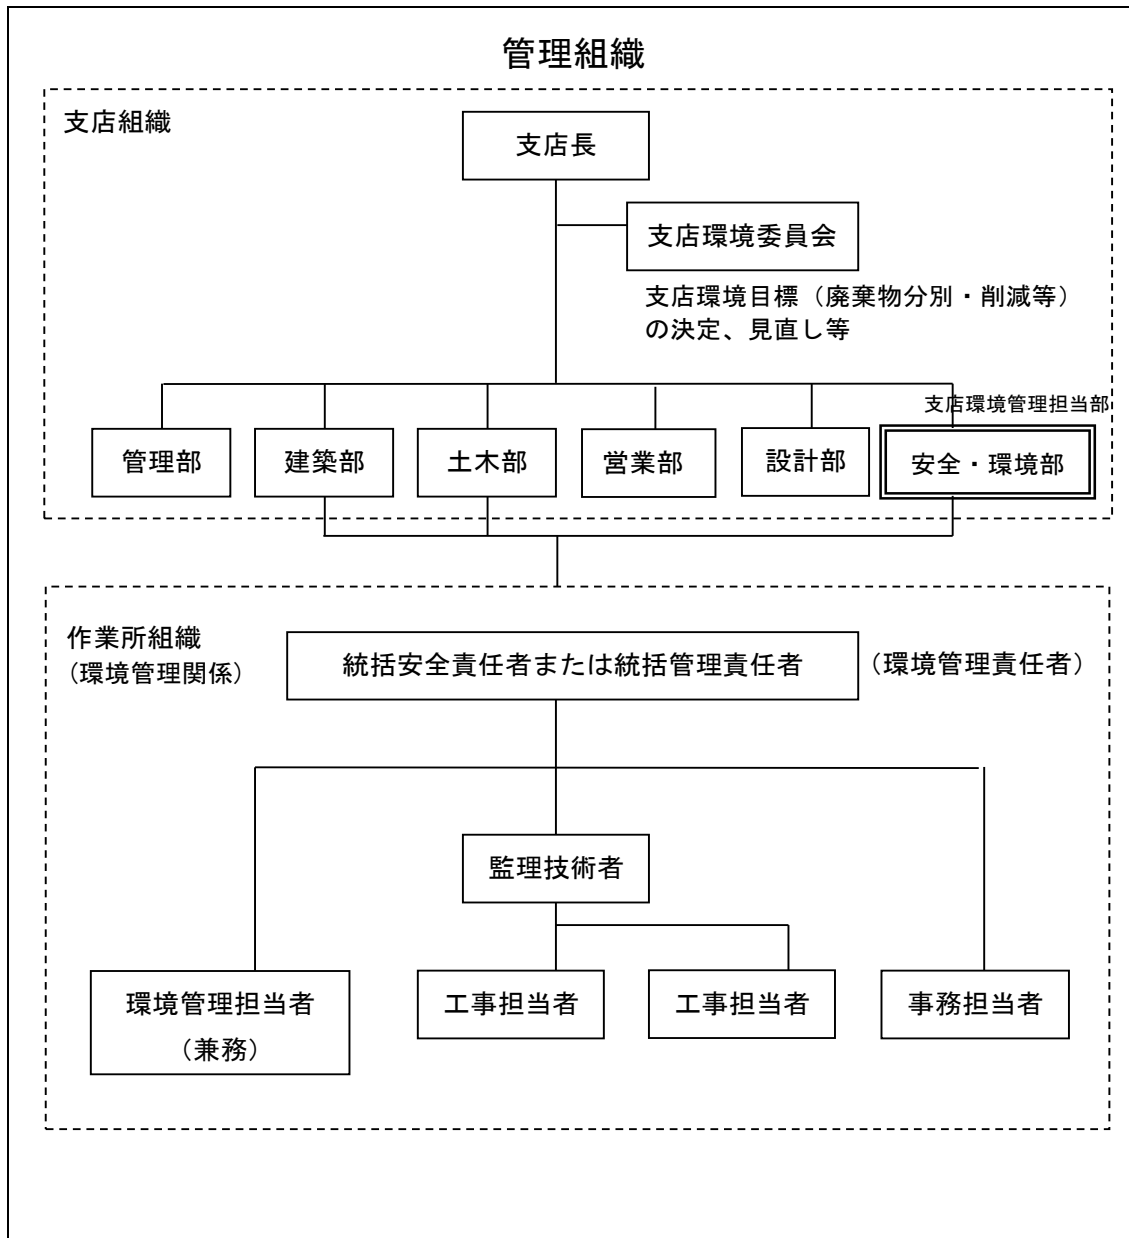 管理組織
支店組織
支店長
支店環境委員会
支店環境目標（廃棄物分別・削減等）
の決定、見直し等
支店環境管理担当部
管理部
建築部
土木部
営業部
設計部
安全・環境部
作業所組織
（環境管理関係）
統括安全責任者または統括管理責任者
（環境管理責任者）
監理技術者
環境管理担当者
（兼務）
工事担当者
工事担当者
事務担当者